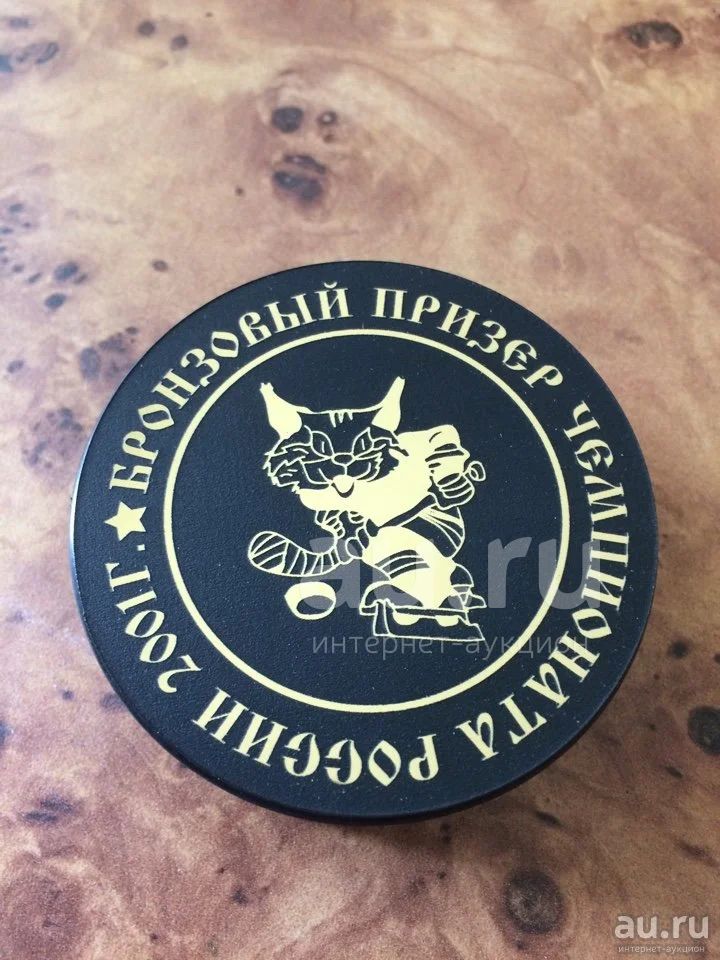 ★ БРОНЗОВЫЙ ПРИЗЕР ЧЕМПИОНАТА РОССИИ 2001Г.
au.ru
интернет-аукцион
au.ru
интернет-аукцион